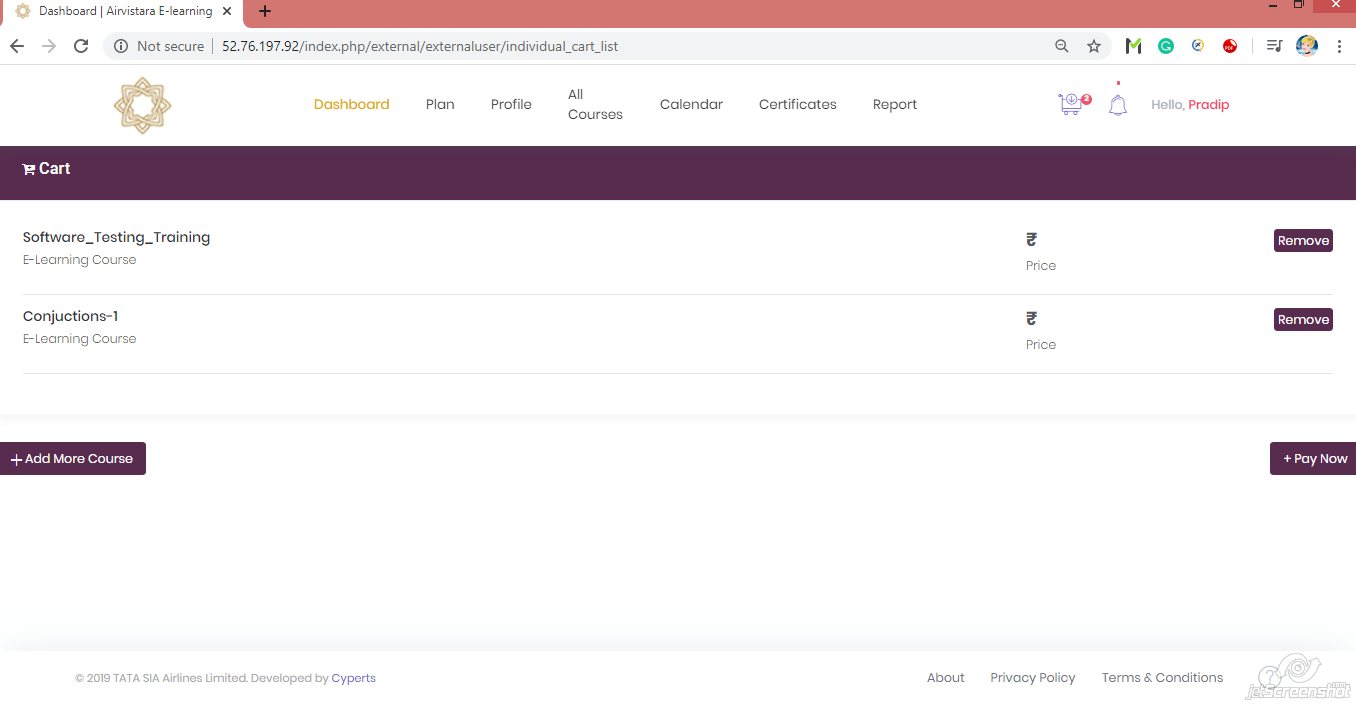 Dashboard | Airvistara E-learning
Not secure
52.76.197.92/index.php/external/externaluser/individual_cart_list
PDF
Dashboard
Plan
Profile
All
Courses
Calendar
Certificates
Report
2
Hello, Pradip
Cart
Software_Testing_Training
E-Learning Course
₹
Price
Remove
Conjuctions-1
E-Learning Course
₹
Price
Remove
+ Add More Course
+ Pay Now
© 2019 TATA SIA Airlines Limited. Developed by Cyperts
About
Privacy Policy
Terms & Conditions
jetScreenshot
.com